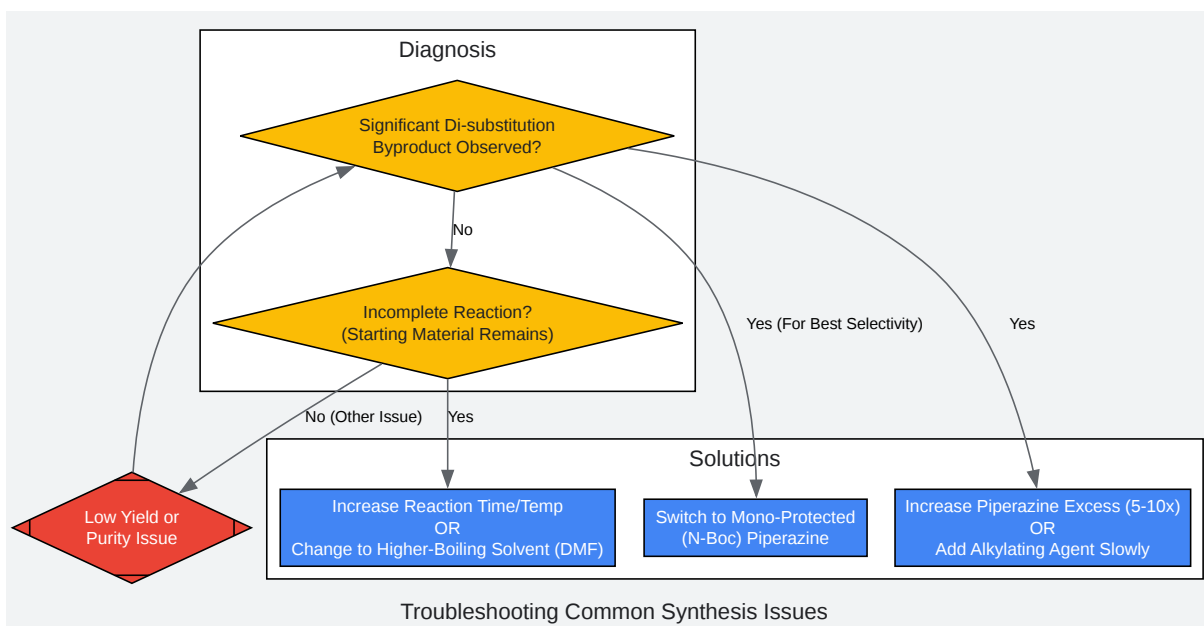 Diagnosis
Significant Di-substitution
Byproduct Observed?
No
Incomplete Reaction?
(Starting Material Remains)
Yes (For Best Selectivity)
Yes
No (Other Issue)
Yes
Solutions
Low Yield or
Purity Issue
Increase Reaction Time/Temp
OR
Change to Higher-Boiling Solvent (DMF)
Switch to Mono-Protected
(N-Boc) Piperazine
Increase Piperazine Excess (5-10x)
OR
Add Alkylating Agent Slowly
Troubleshooting Common Synthesis Issues